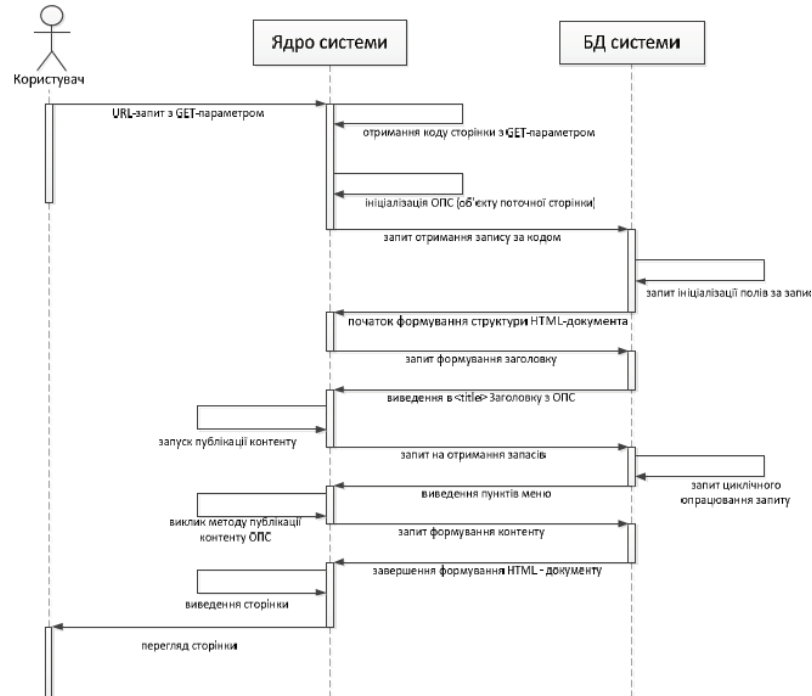 Ядро системи
БД системи
Користувач
URL-запит з GET-параметром
отримання коду сторінки з GET-параметром
ініціалізація ОПС (об'єкту поточної сторінки)
запит отримання запису за кодом
запит ініціалізації полів за запис
початок формування структури HTML-документа
запит формування заголовку
виведення в <title> Заголовку з ОПС
запуск публікації контенту
запит на отримання запасів
запит циклічного
опрацювання запиту
виведення пунктів меню
виклик методу публікації
контенту ОПС
запит формування контенту
завершення формування HTML - документу
виведення сторінки
перегляд сторінки